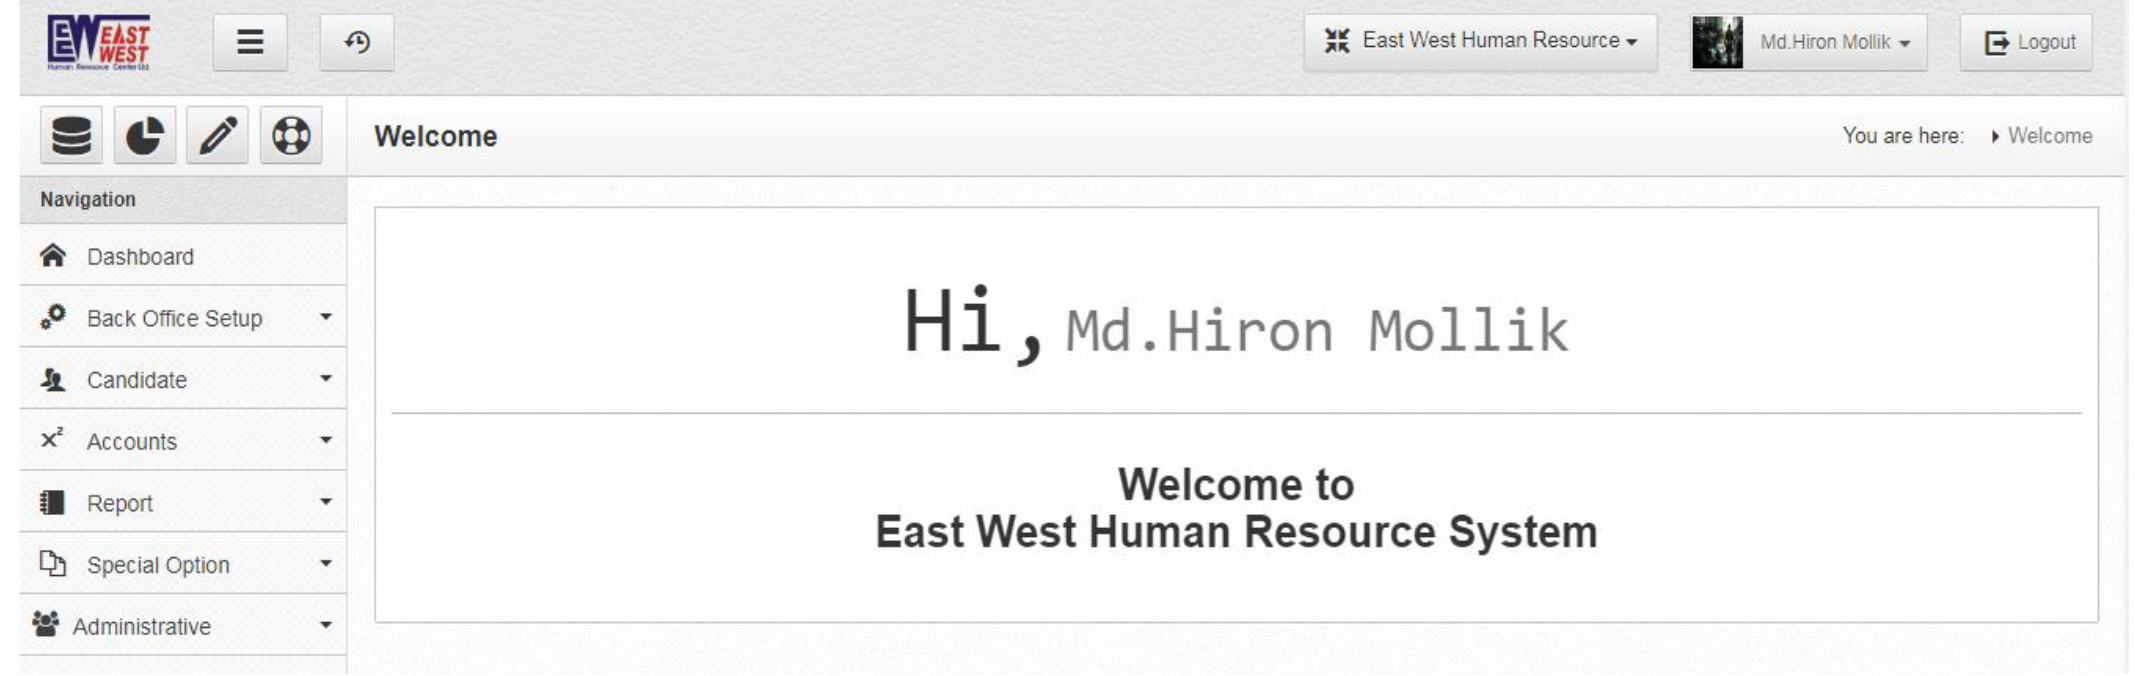 EW EAST
WEST
Human Resource Center Ltd.
East West Human Resource
Md.Hiron Mollik
Logout
Welcome
You are here: Welcome
Navigation
Dashboard
Back Office Setup
Candidate
Accounts
Report
Special Option
Administrative
Hi, Md.Hiron Mollik
Welcome to
East West Human Resource System